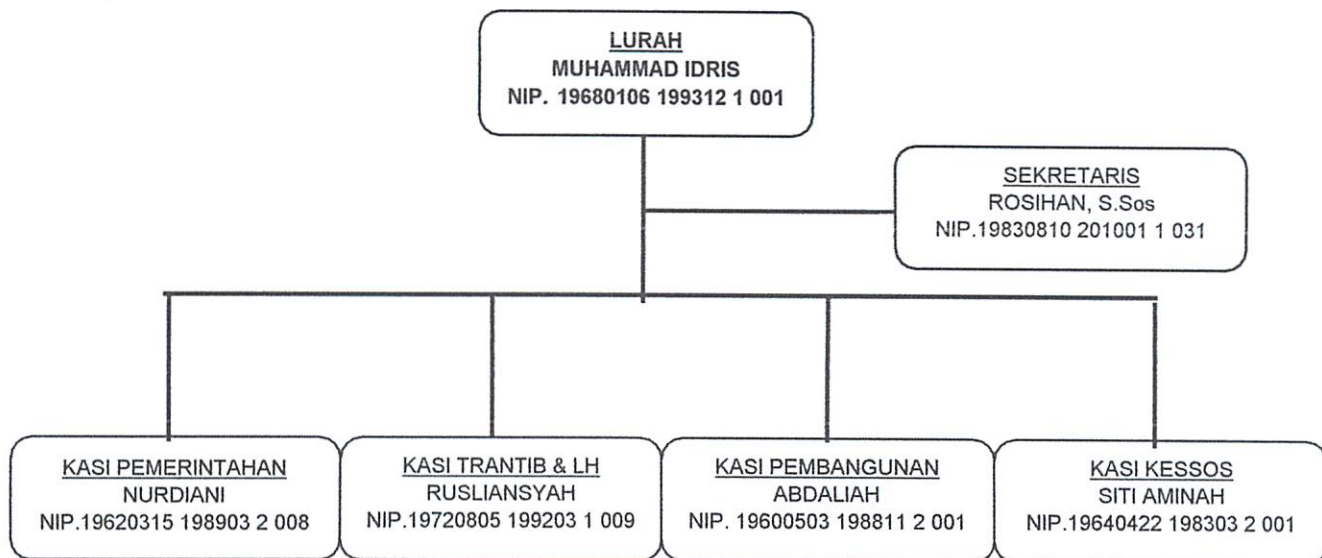 LURAH
MUHAMMAD IDRIS
NIP. 19680106 199312 1 001
SEKRETARIS
ROSIHAN, S.Sos
NIP.19830810 201001 1 031
KASI PEMERINTAHAN
NURDIANI
NIP.19620315 198903 2 008
KASI TRANTIB & LH
RUSLIANSYAH
NIP.19720805 199203 1 009
KASI PEMBANGUNAN
ABDALIAH
NIP. 19600503 198811 2 001
KASI KESSOS
SITI AMINAH
NIP.19640422 198303 2 001